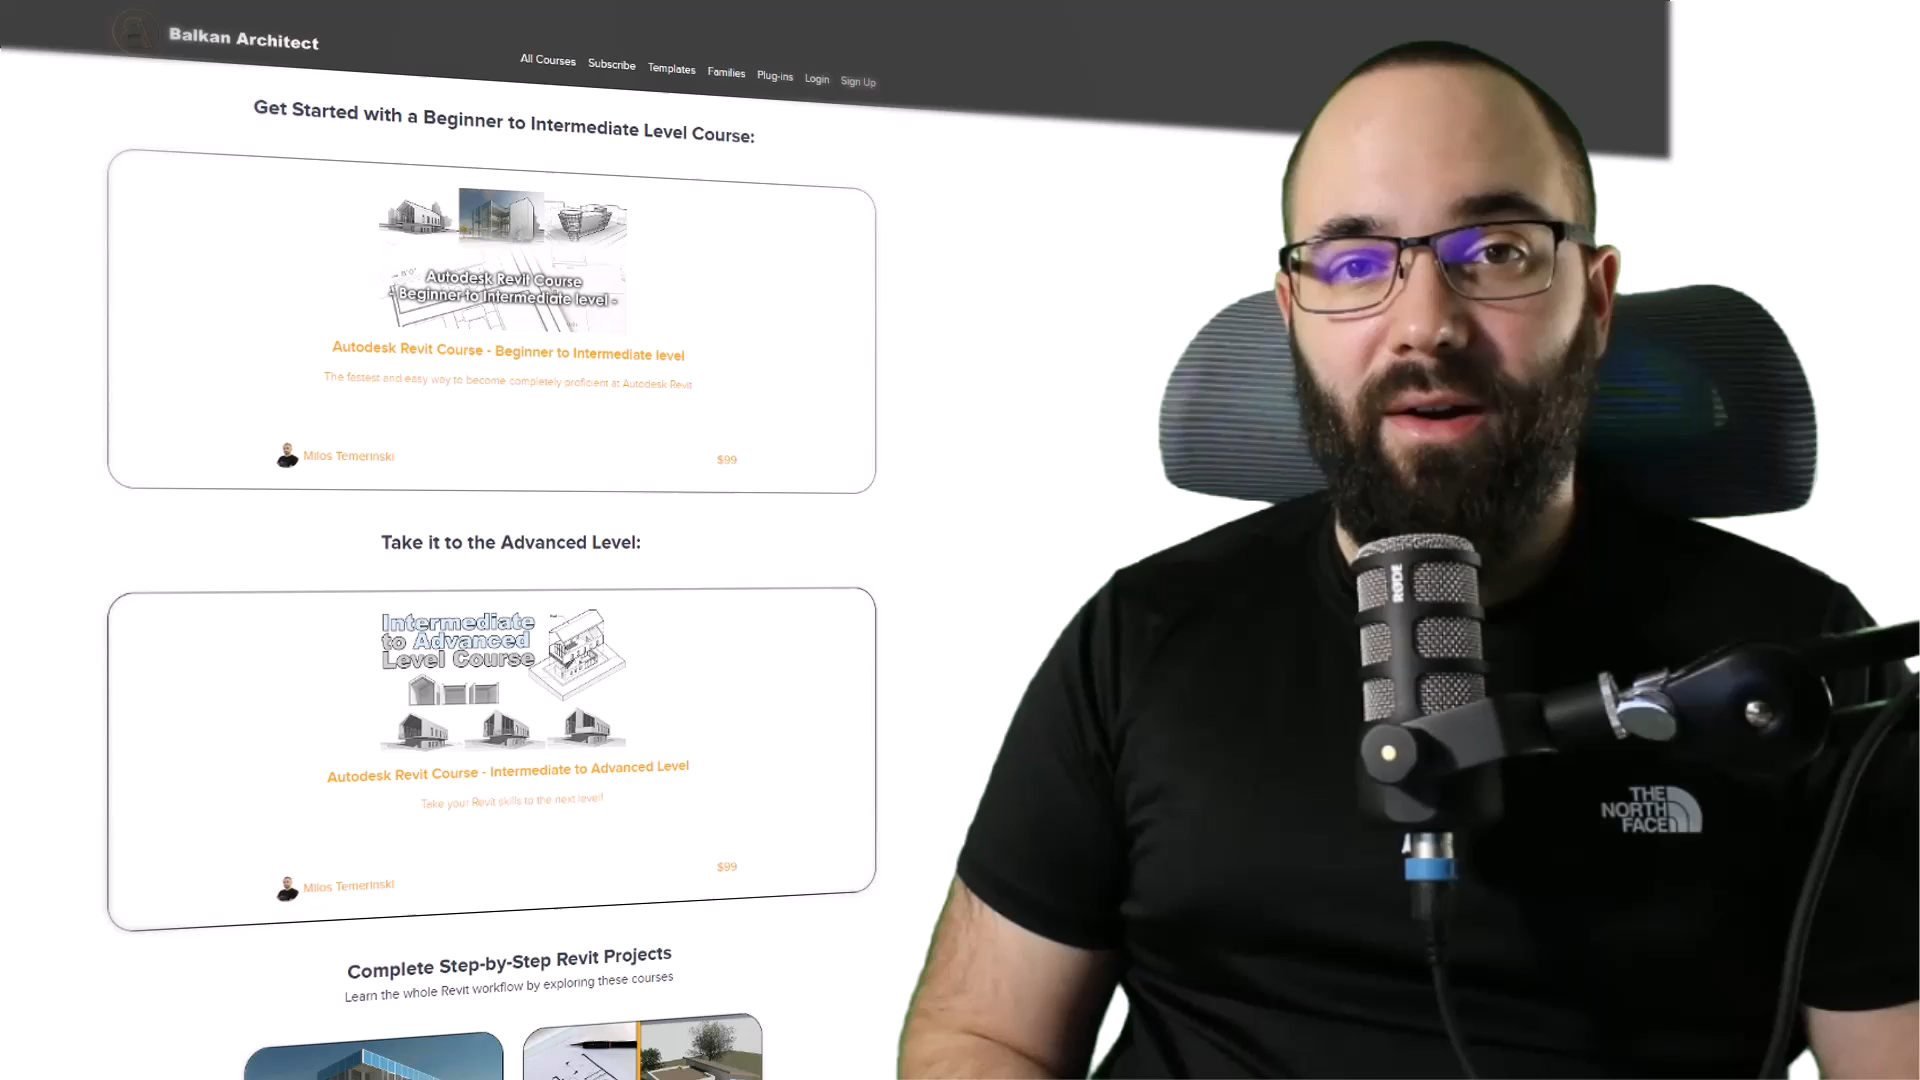 Balkan Architect
All Courses Subscribe Templates Families Plug-ins Login Sign Up
Get Started with a Beginner to Intermediate Level Course:
Autodesk Revit Course
- Beginner to Intermediate level -
Autodesk Revit Course - Beginner to Intermediate level
The fastest and easy way to become completely proficient at Autodesk Revit
Milos Temerinski
$99
Take it to the Advanced Level:
Intermediate
to Advanced
Level Course
Autodesk Revit Course - Intermediate to Advanced Level
Take your Revit skills to the next level!
Milos Temerinski
$99
Complete Step-by-Step Revit Projects
Learn the whole Revit workflow by exploring these courses
RØDE
THE
NORTH
FACE